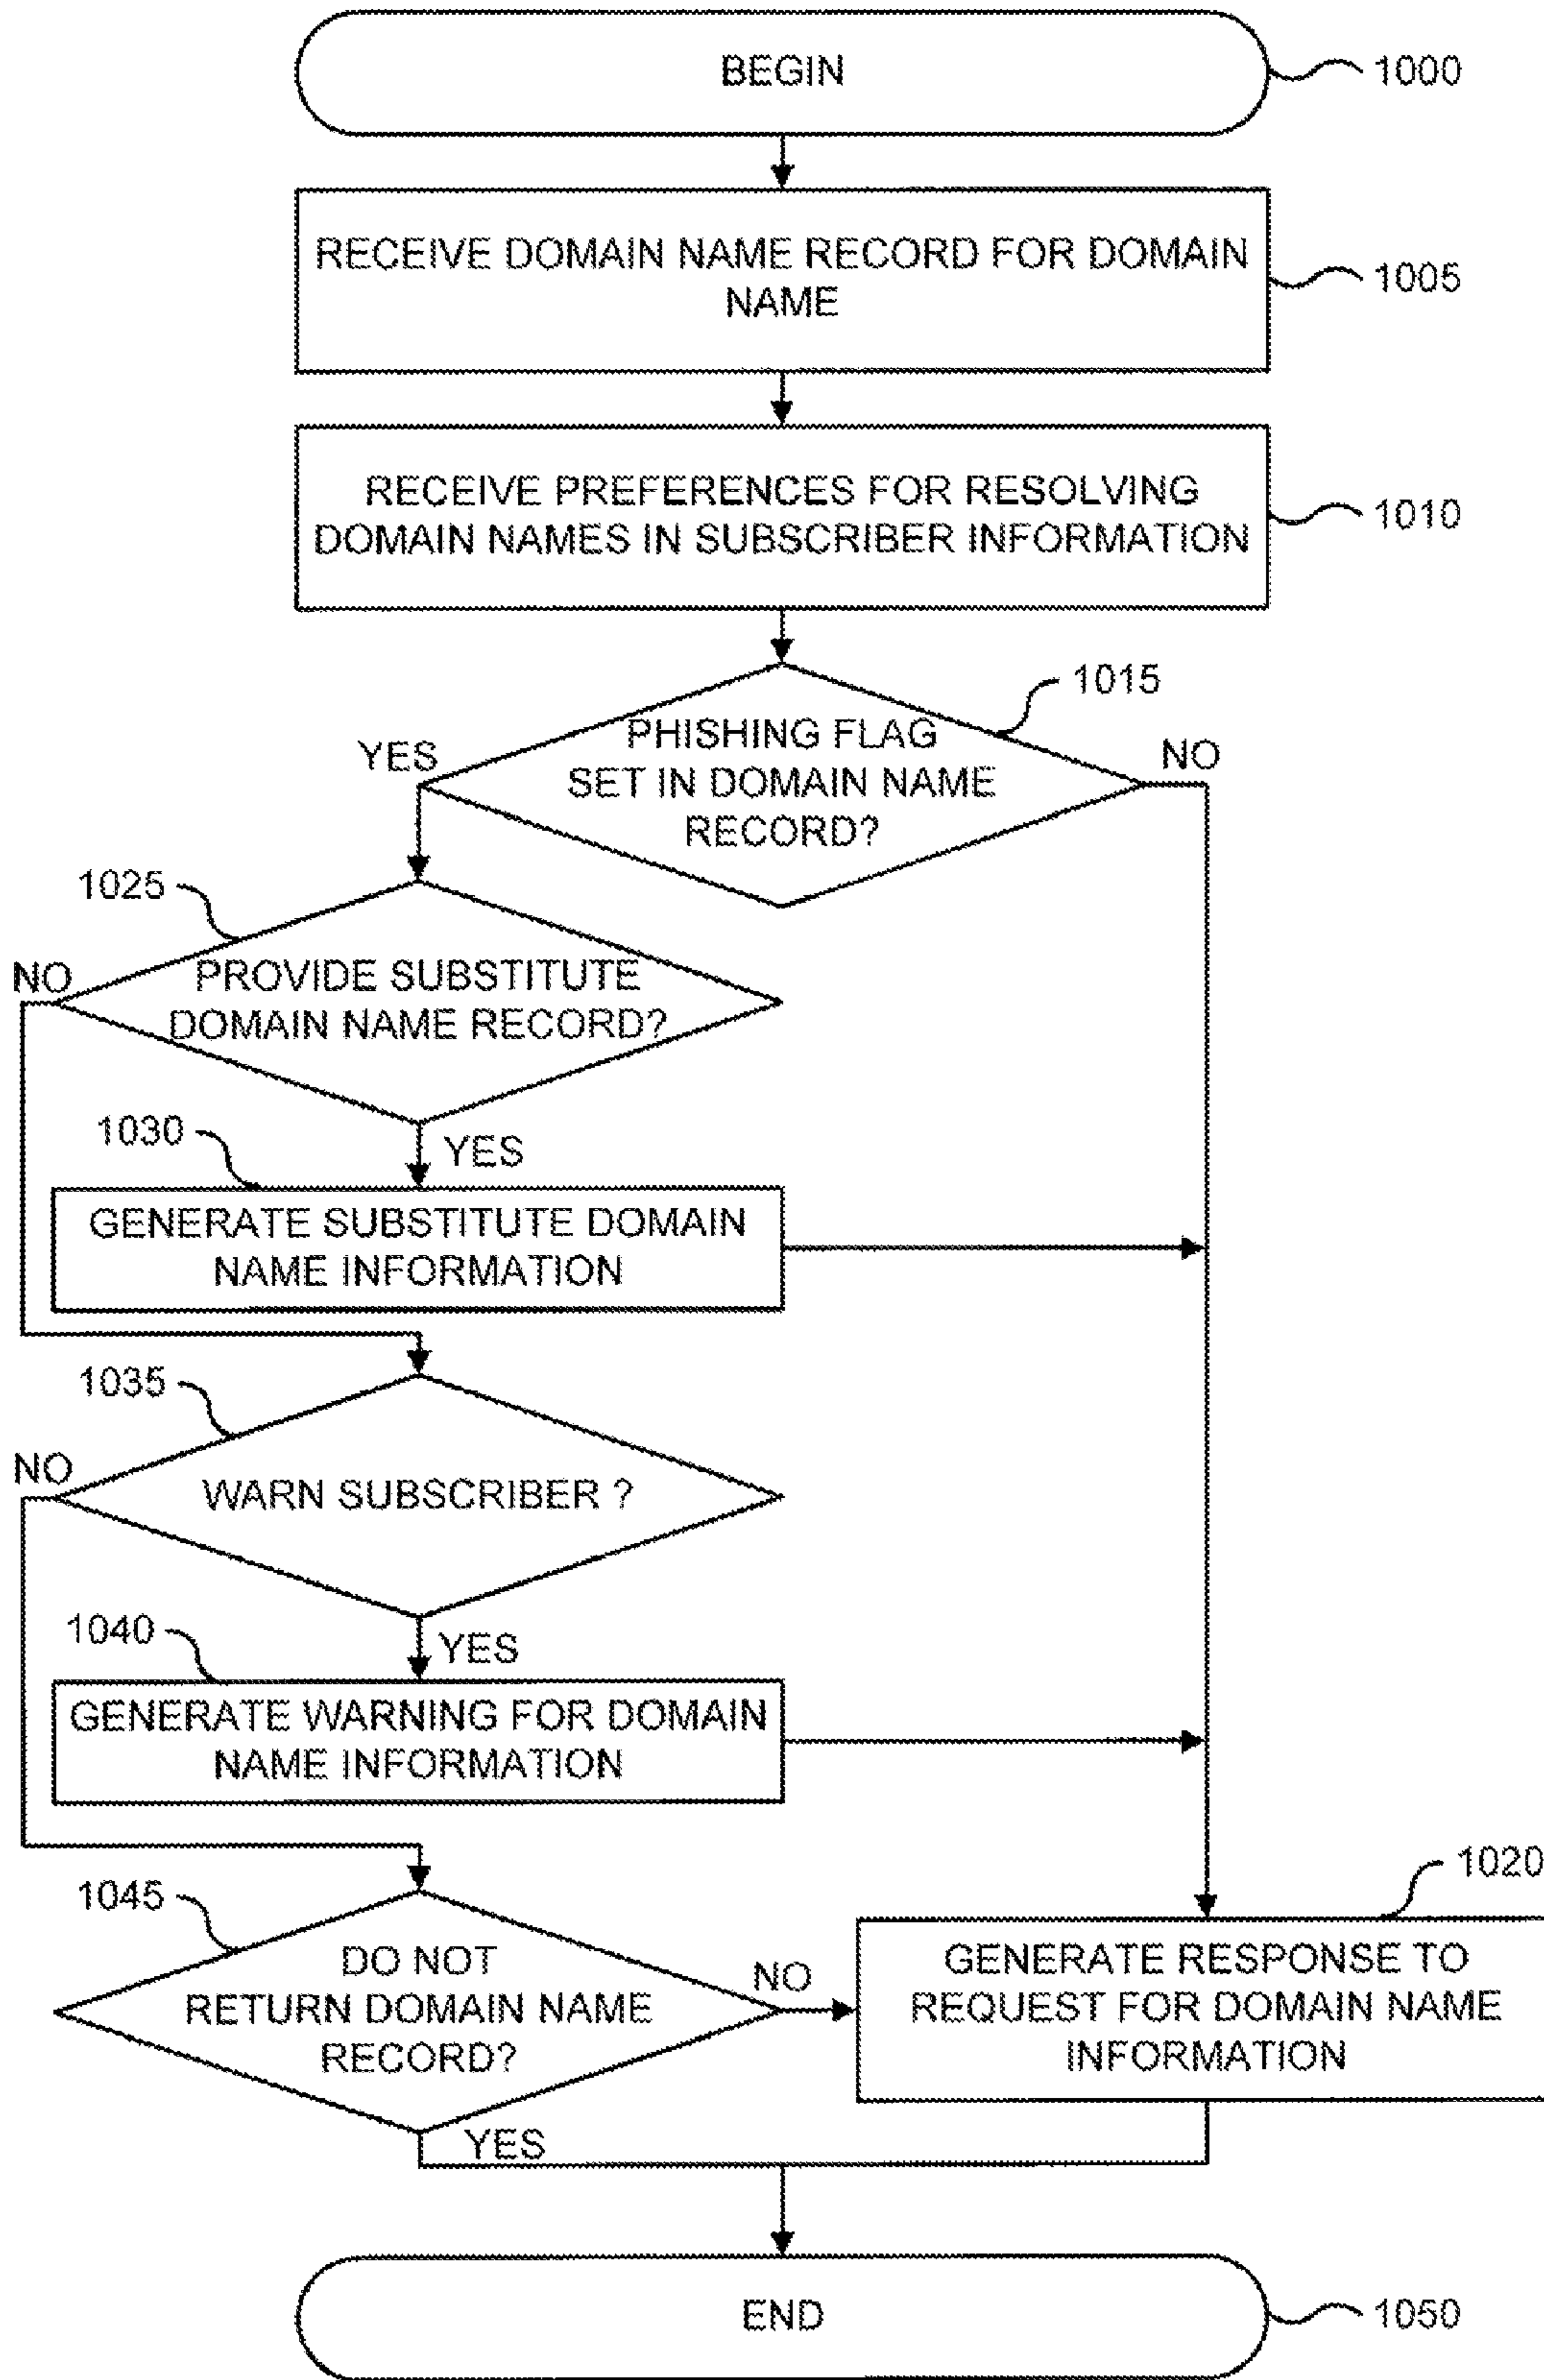 BEGIN
1000
RECEIVE DOMAIN NAME RECORD FOR DOMAIN
NAME
1005
RECEIVE PREFERENCES FOR RESOLVING
DOMAIN NAMES IN SUBSCRIBER INFORMATION
1010
1015
PHISHING FLAG
SET IN DOMAIN NAME
RECORD?
YES
NO
1025
PROVIDE SUBSTITUTE
DOMAIN NAME RECORD?
NO
YES
1030
GENERATE SUBSTITUTE DOMAIN
NAME INFORMATION
1035
WARN SUBSCRIBER ?
NO
YES
1040
GENERATE WARNING FOR DOMAIN
NAME INFORMATION
1045
DO NOT
RETURN DOMAIN NAME
RECORD?
NO
YES
1020
GENERATE RESPONSE TO
REQUEST FOR DOMAIN NAME
INFORMATION
END
1050